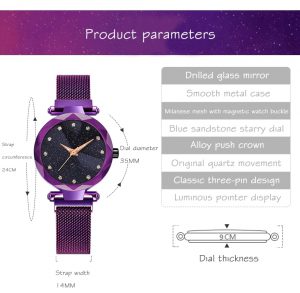 Product parameters
Drilled glass mirror
Smooth metal case
Milanese mesh with magnetic watch buckle
Blue sandstone starry dial
Alloy push crown
Original quartz movement
Classic three-pin design
Luminous pointer display
Strap
circumference
24CM
Dial diameter
35MM
Strap width
14MM
9CM
Dial thickness